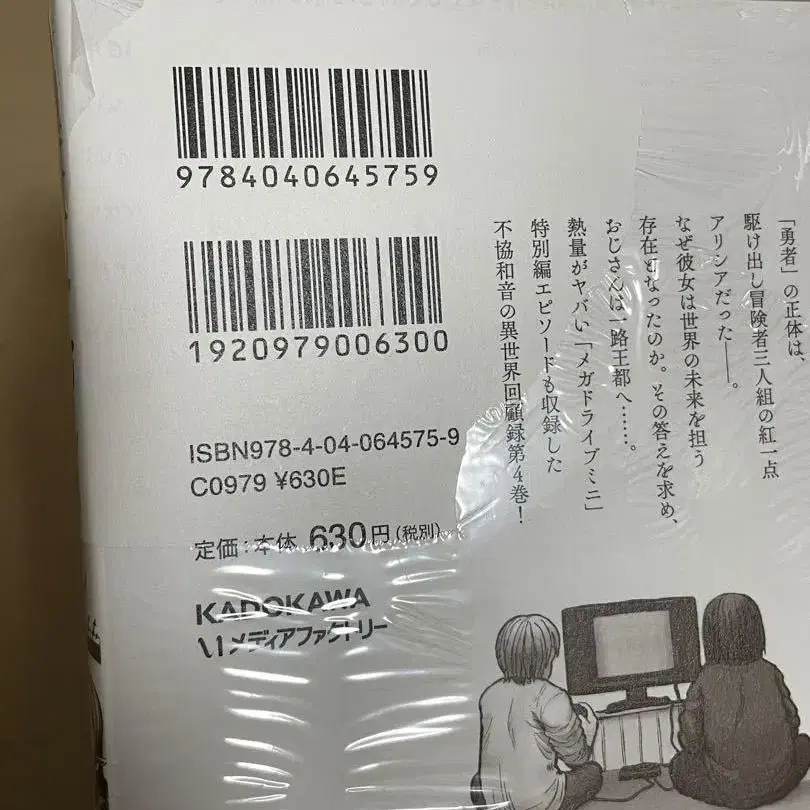 9784040645759
1920979006300
ISBN978-4-04-064575-9
C0979 ¥630E
定価：本体 630円(税別)
KADOKAWA
メディアファクトリー
「勇者」の正体は、
駆け出し冒険者三人組の紅一点
アリシアだった――。
なぜ彼女は世界の未来を担う
存在となったのか。その答えを求め、
おじさんは一路王都へ……。
熱量がヤバい「メガドライブミニ」
特別編エピソードも収録した
不協和音の異世界回顧録第4巻！